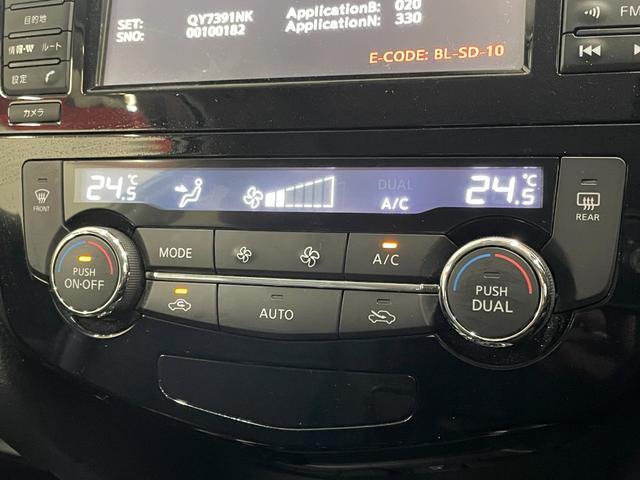 目的地
情報・VV ルート
設定
カメラ
SET: QY7391NK
SNO: 00100182
ApplicationB: 020
ApplicationN: 330
E-CODE: BL-SD-10
FM
24.5℃
DUAL
A/C
24.5℃
FRONT
REAR
PUSH
ON·OFF
MODE
A/C
AUTO
PUSH
DUAL